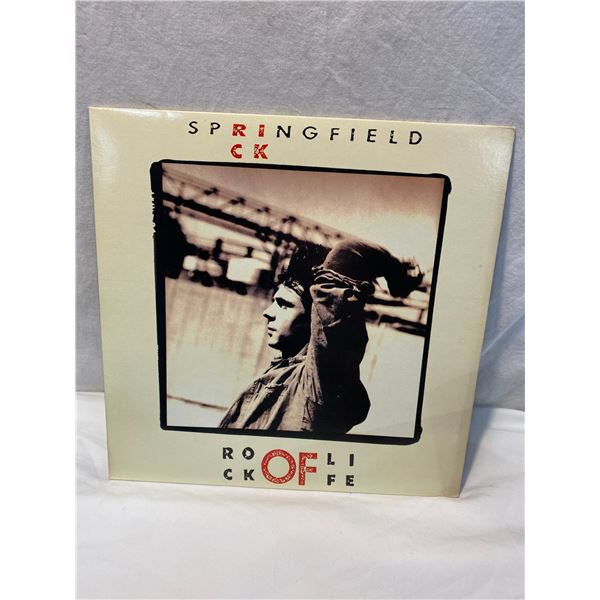 SPRINGFIELD
CK
RO OF LI
CK FE